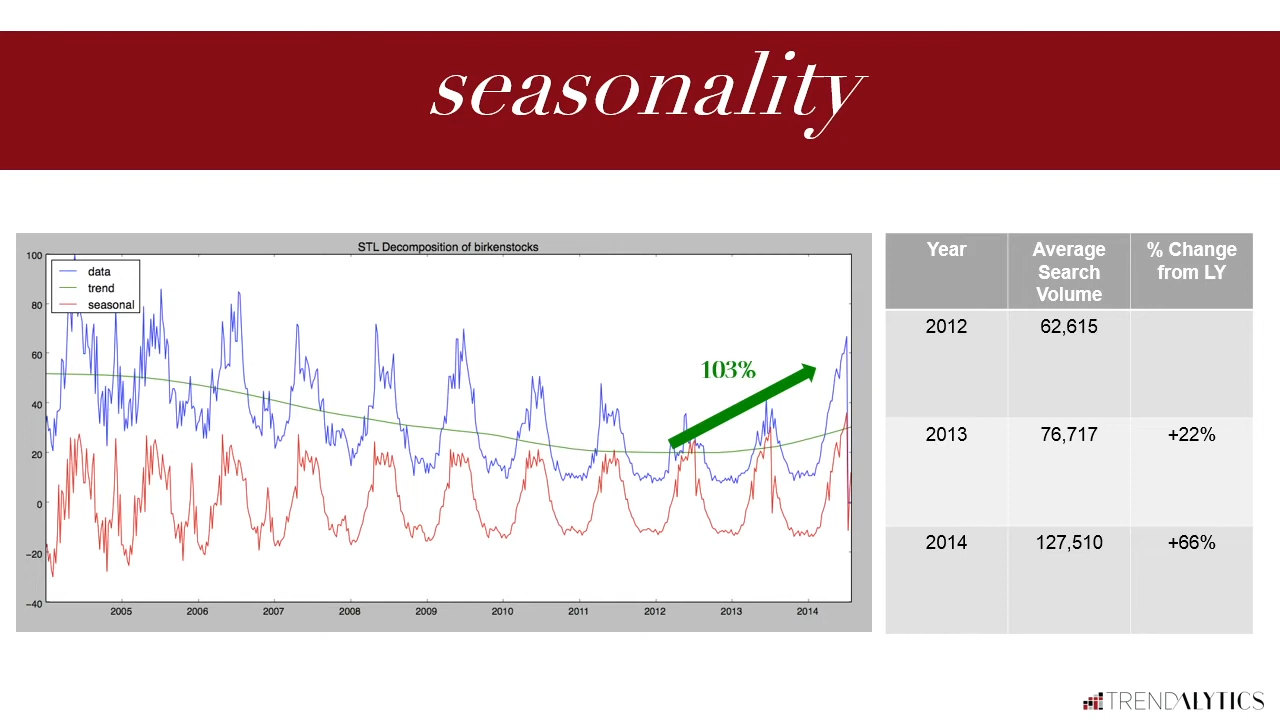 seasonality
STL Decomposition of birkenstocks
data
trend
seasonal
100
80
60
40
20
0
−20
−40
2005 2006 2007 2008 2009 2010 2011 2012 2013 2014
103%
Year Average Search Volume % Change from LY
2012 62,615
2013 76,717 +22%
2014 127,510 +66%
TRENDALYTICS